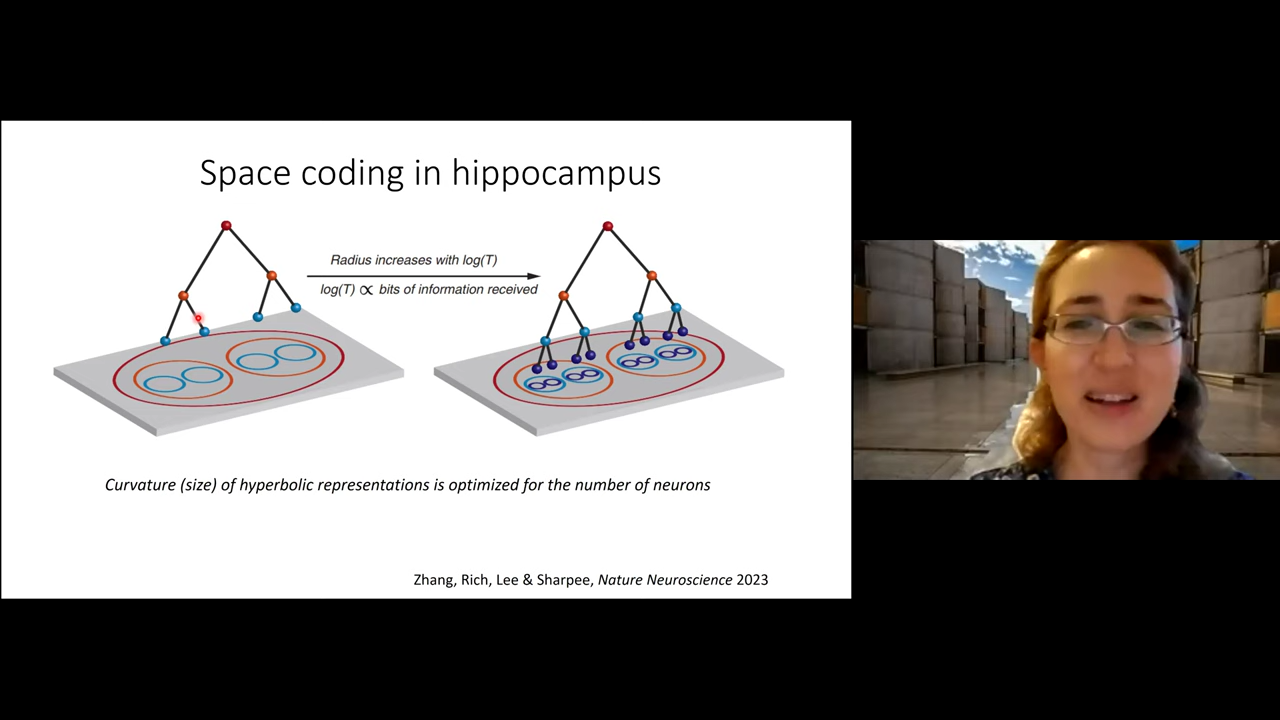 Space coding in hippocampus
Radius increases with log(T)
log(T) ∝ bits of information received
Curvature (size) of hyperbolic representations is optimized for the number of neurons
Zhang, Rich, Lee & Sharpee, Nature Neuroscience 2023